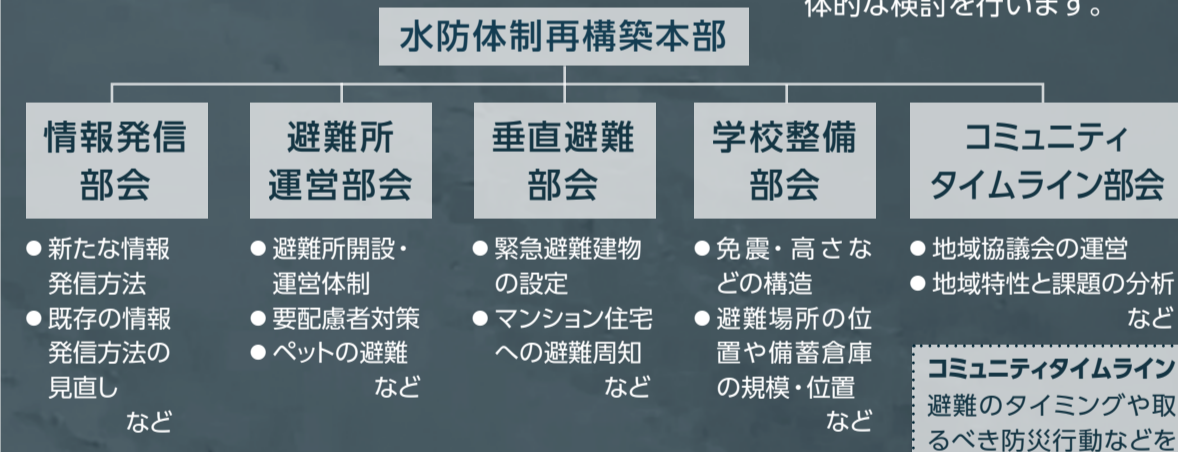 体的な検討を行います。
水防体制再構築本部
情報発信
部会
●新たな情報
発信方法
●既存の情報
発信方法の
見直し
など
避難所
運営部会
●避難所開設・
運営体制
●要配慮者対策
●ペットの避難
など
垂直避難
部会
●緊急避難建物
の設定
●マンション住宅
への避難周知
など
学校整備
部会
●免震・高さな
どの構造
●避難場所の位
置や備蓄倉庫
の規模・位置
など
コミュニティ
タイムライン部会
●地域協議会の運営
●地域特性と課題の分析
など
コミュニティタイムライン
避難のタイミングや取
るべき防災行動などを